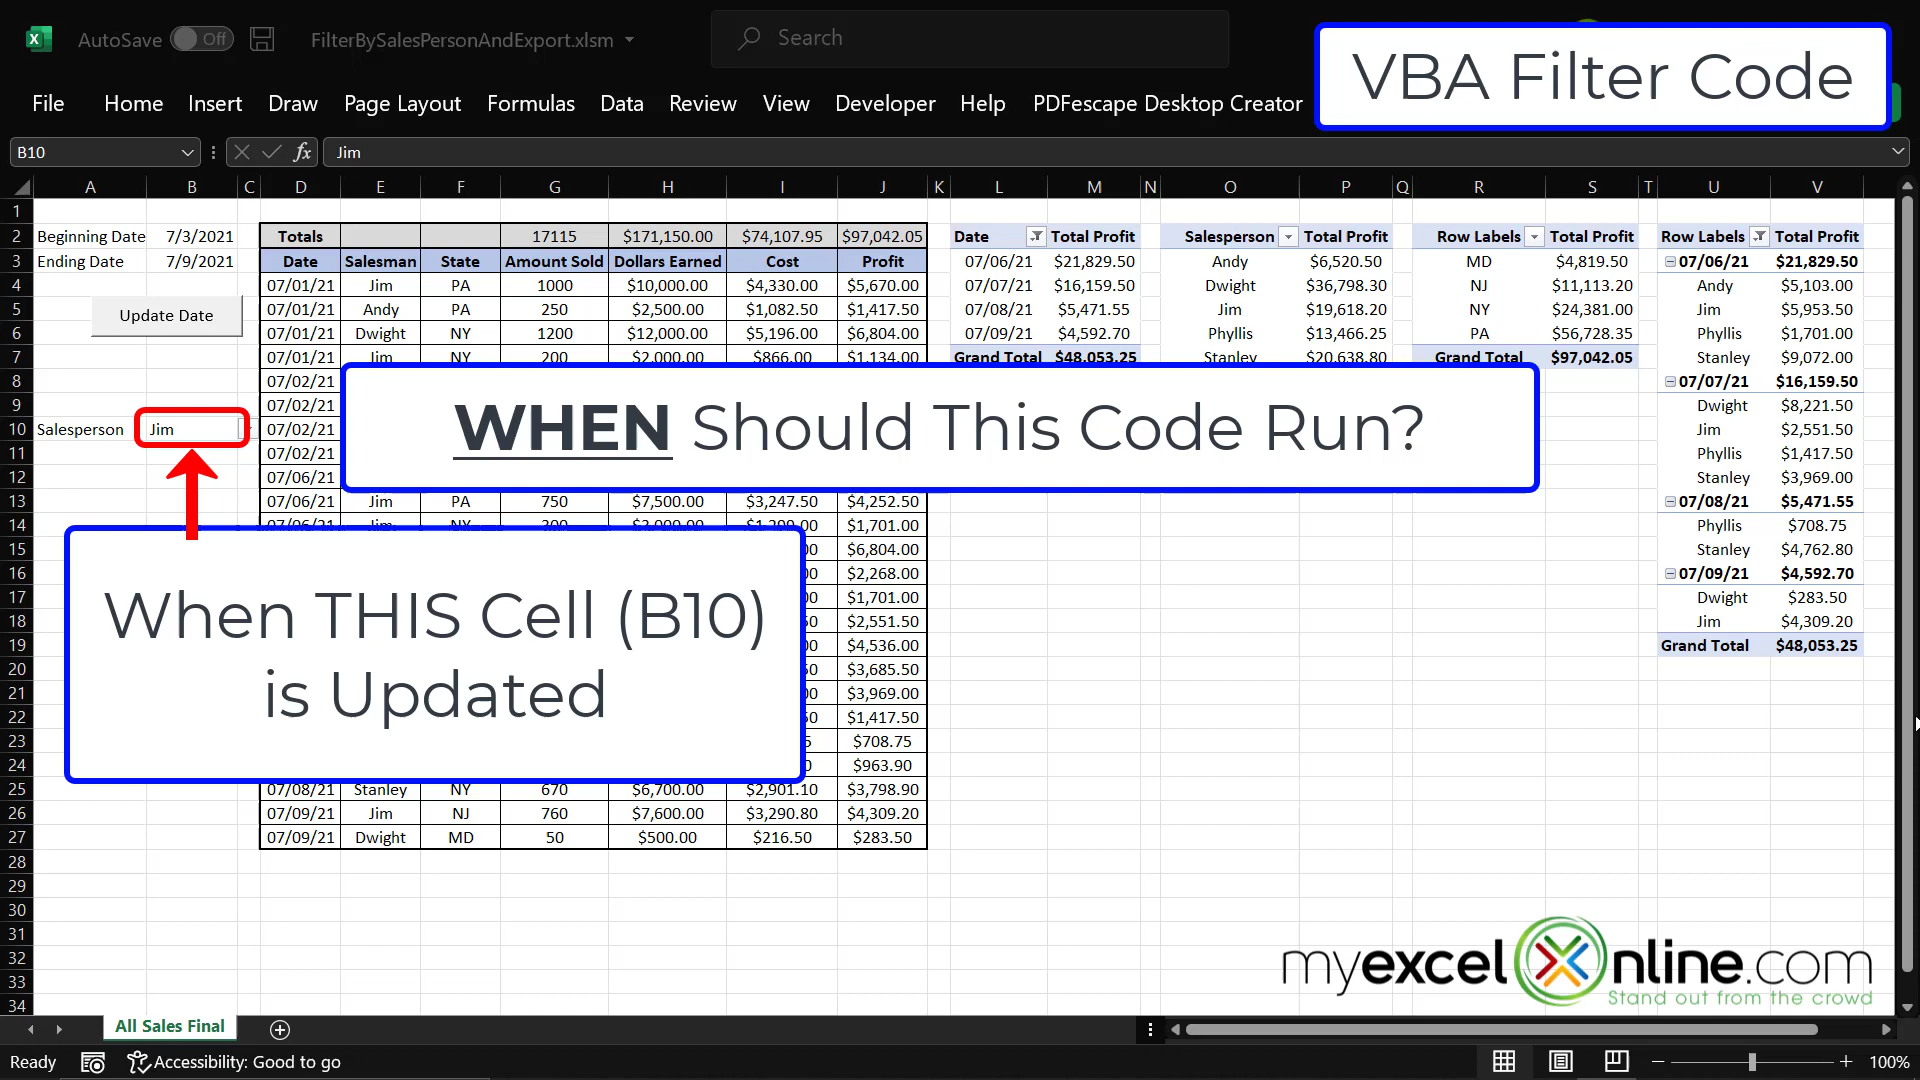 AutoSave Off FilterBySalesPersonAndExport.xlsm Search
VBA Filter Code
File Home Insert Draw Page Layout Formulas Data Review View Developer Help PDFescape Desktop Creator
B10 fx Jim
A B C D E F G H I J K L M N O P Q R S T U V
1
2 Beginning Date 7/3/2021 Totals 17115 $171,150.00 $74,107.95 $97,042.05 Date Total Profit Salesperson Total Profit Row Labels Total Profit Row Labels Total Profit
3 Ending Date 7/9/2021 Date Salesman State Amount Sold Dollars Earned Cost Profit 07/06/21 $21,829.50 Andy $6,520.50 MD $4,819.50 07/06/21 $21,829.50
4 07/01/21 Jim PA 1000 $10,000.00 $4,330.00 $5,670.00 07/07/21 $16,159.50 Dwight $36,798.30 NJ $11,113.20 Andy $5,103.00
Update Date
5 07/01/21 Andy PA 250 $2,500.00 $1,082.50 $1,417.50 07/08/21 $5,471.55 Jim $19,618.20 NY $24,381.00 Jim $5,953.50
6 07/01/21 Dwight NY 1200 $12,000.00 $5,196.00 $6,804.00 07/09/21 $4,592.70 Phyllis $13,466.25 PA $56,728.35 Phyllis $1,701.00
7 07/01/21 Jim NY 200 $2,000.00 $866.00 $1,134.00 Grand Total $48,053.25 Stanley $20,638.80 Grand Total $97,042.05 Stanley $9,072.00
8 07/02/21 07/07/21 $16,159.50
9 07/02/21 Dwight $8,221.50
10 Salesperson Jim 07/02/21 Jim $2,551.50
WHEN Should This Code Run?
11 07/02/21 Phyllis $1,417.50
12 07/06/21 Stanley $3,969.00
13 07/06/21 Jim PA 750 $7,500.00 $3,247.50 $4,252.50 07/08/21 $5,471.55
14 07/06/21 Jim NY 300 $3,000.00 $1,299.00 $1,701.00 Phyllis $708.75
15 $6,804.00 Stanley $4,762.80
16 $2,268.00 07/09/21 $4,592.70
17 $1,701.00 Dwight $283.50
When THIS Cell (B10)
is Updated
18 $2,551.50 Jim $4,309.20
19 $4,536.00 Grand Total $48,053.25
20 $3,685.50
21 $3,969.00
22 $1,417.50
23 $708.75
24 $963.90
25 07/08/21 Stanley NY 670 $6,700.00 $2,901.10 $3,798.90
26 07/09/21 Jim NJ 760 $7,600.00 $3,290.80 $4,309.20
27 07/09/21 Dwight MD 50 $500.00 $216.50 $283.50
28
29
30
31
32
33
34
myexcelOnline.com
Stand out from the crowd
All Sales Final
Ready Accessibility: Good to go 100%